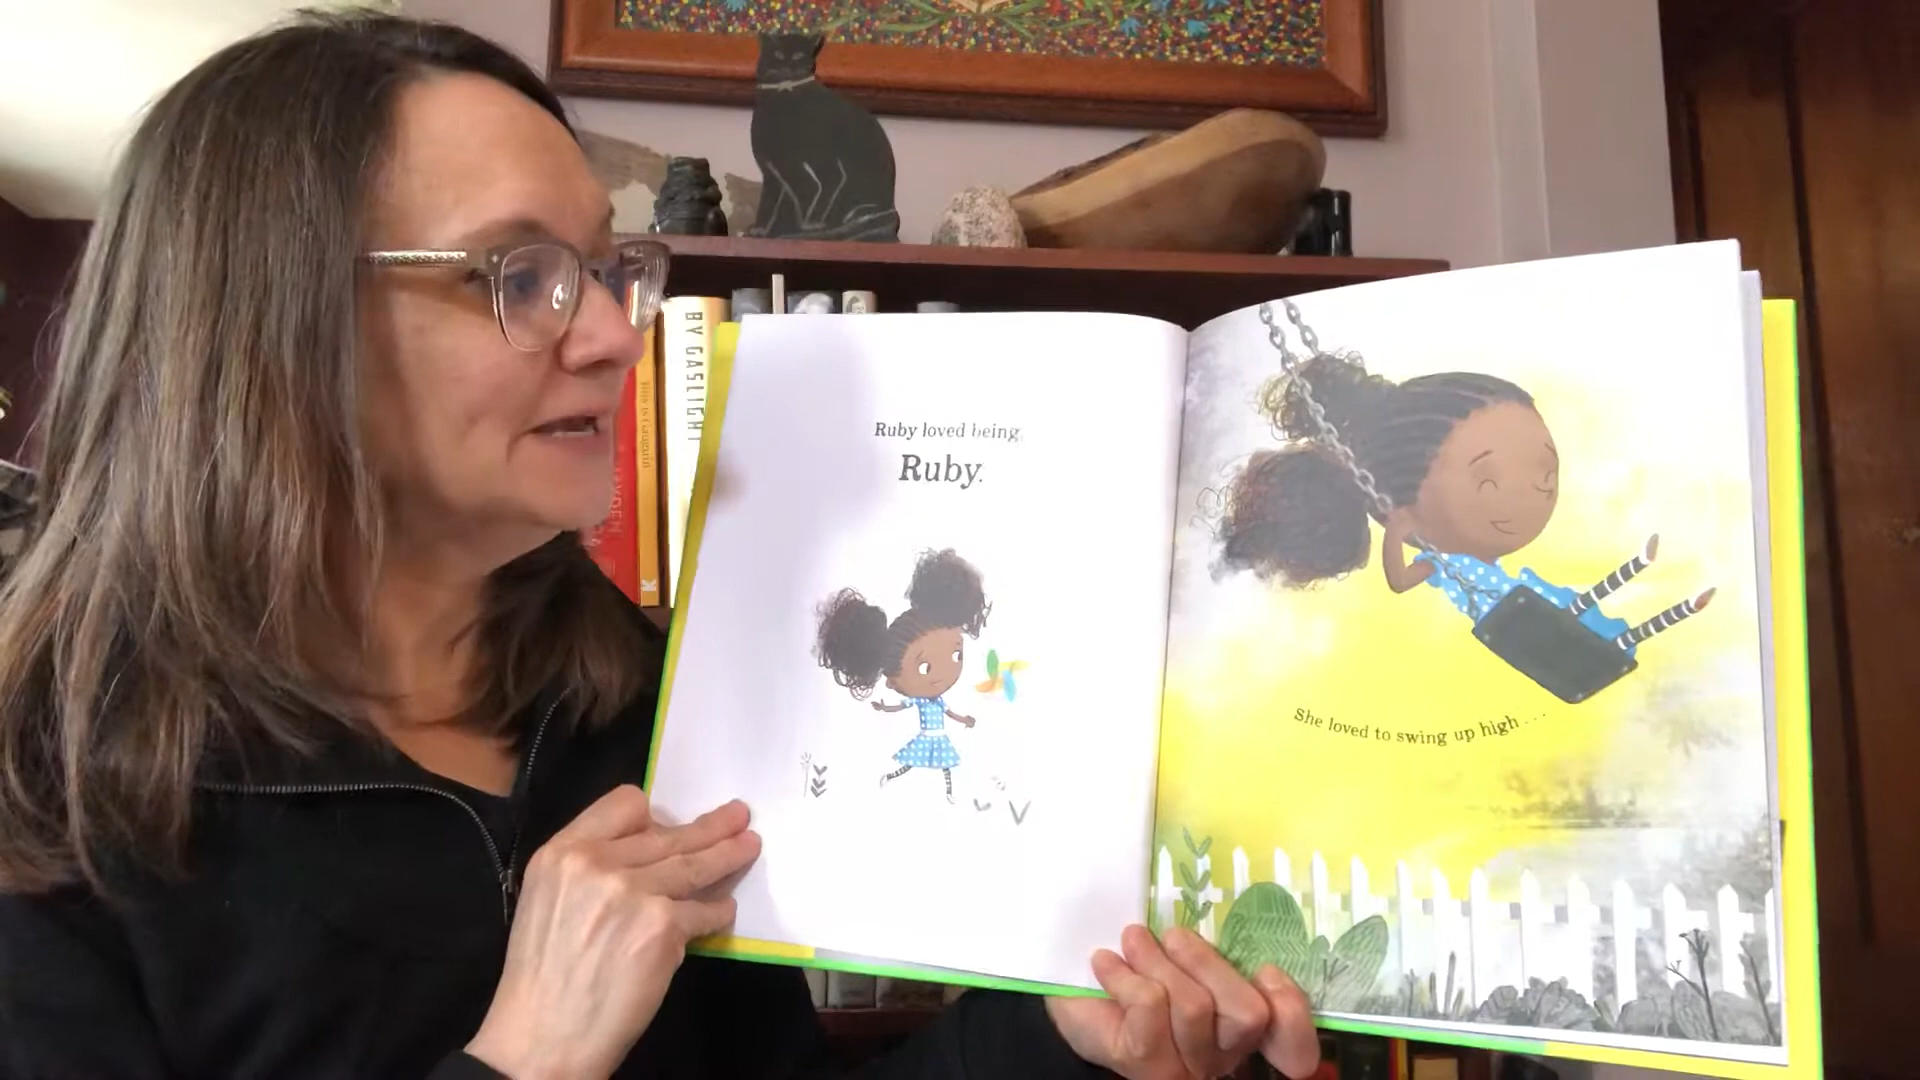 BY GASLIGHT
Ruby loved being
Ruby.
She loved to swing up high . . .